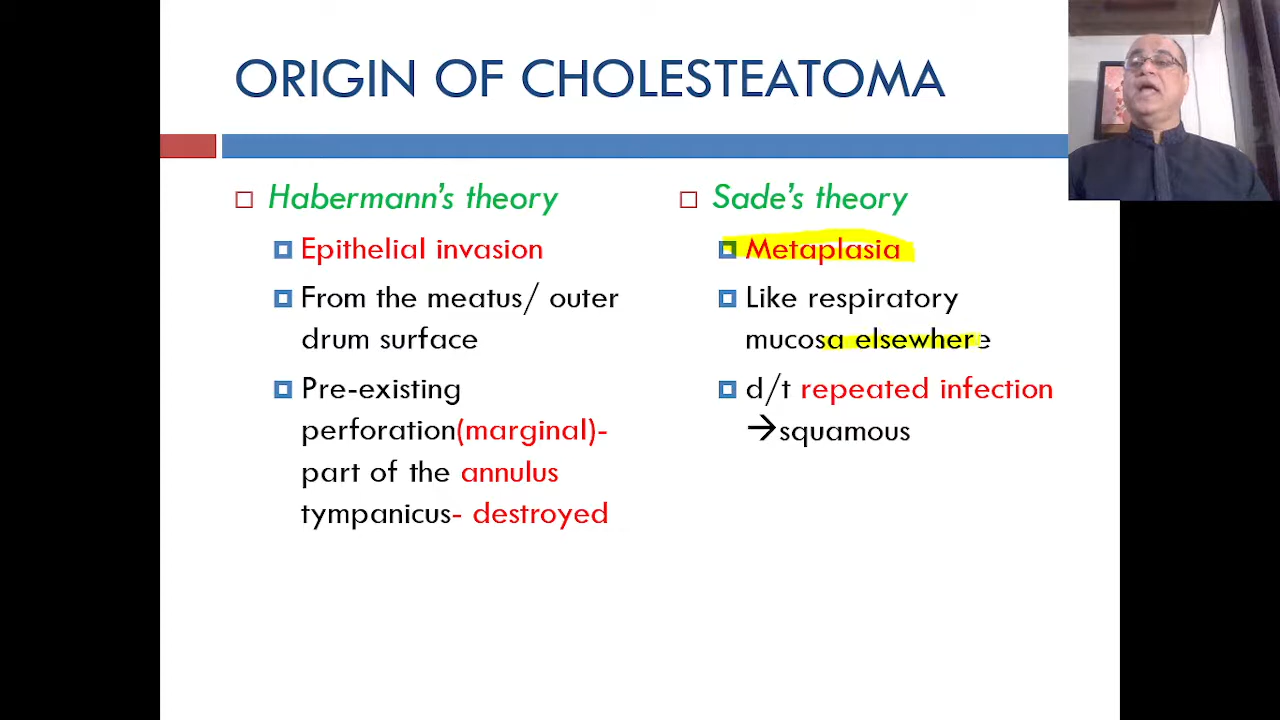 ORIGIN OF CHOLESTEATOMA
Habermann's theory
Epithelial invasion
From the meatus/ outer
drum surface
Pre-existing
perforation(marginal)-
part of the annulus
tympanicus- destroyed
Sade's theory
Metaplasia
Like respiratory
mucosa elsewhere
d/t repeated infection
→squamous